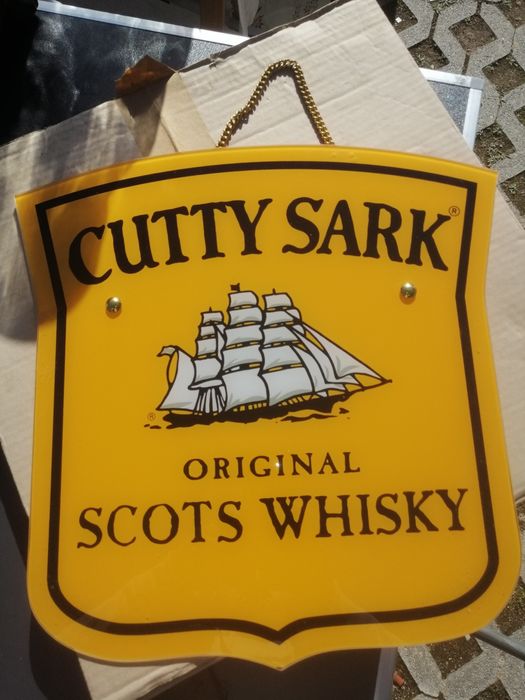 CUTTY SARK®
®
ORIGINAL
SCOTS WHISKY